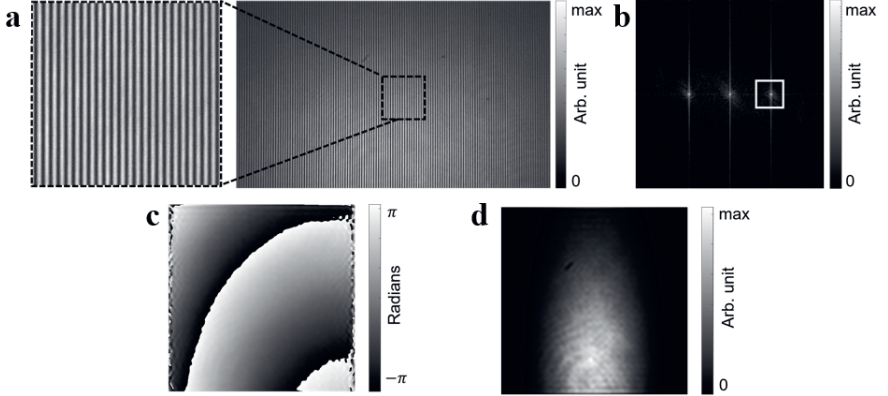 a
max
Arb. unit
0
b
max
Arb. unit
0
c
π
Radians
−π
d
max
Arb. unit
0